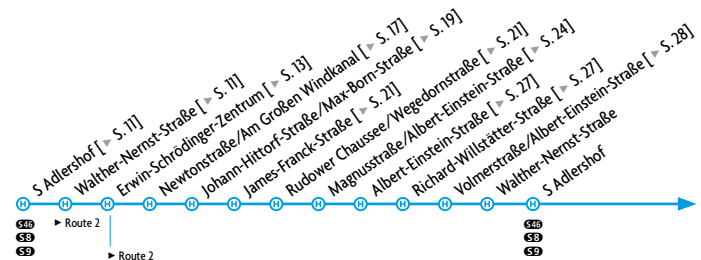 S Adlershof [ ▶ S. 11]
Walther-Nernst-Straße [ ▶ S. 11]
Erwin-Schrödinger-Zentrum [ ▶ S. 13]
Newtonstraße/Am Großen Windkanal [ ▶ S. 17]
Johann-Hittorf-Straße/Max-Born-Straße [ ▶ S. 19]
James-Franck-Straße [ ▶ S. 21]
Rudower Chaussee/Wegedornstraße [ ▶ S. 21]
Magnusstraße/Albert-Einstein-Straße [ ▶ S. 24]
Albert-Einstein-Straße [ ▶ S. 27]
Richard-Willstätter-Straße [ ▶ S. 27]
Volmerstraße/Albert-Einstein-Straße [ ▶ S. 28]
Walther-Nernst-Straße
S Adlershof
H H H H H H H H H H H H H
S46 ▶ Route 2 S46
S8 S8
S9 ▶ Route 2 S9